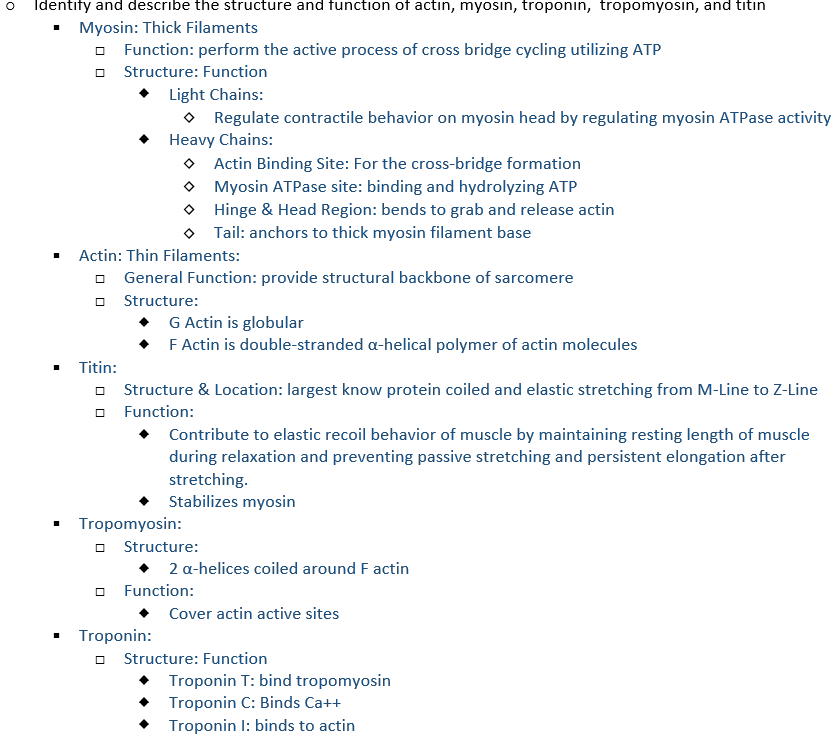 Identify and describe the structure and function of actin, myosin, troponin, tropomyosin, and titin
Myosin: Thick Filaments
Function: perform the active process of cross bridge cycling utilizing ATP
Structure: Function
Light Chains:
Regulate contractile behavior on myosin head by regulating myosin ATPase activity
Heavy Chains:
Actin Binding Site: For the cross-bridge formation
Myosin ATPase site: binding and hydrolyzing ATP
Hinge & Head Region: bends to grab and release actin
Tail: anchors to thick myosin filament base
Actin: Thin Filaments:
General Function: provide structural backbone of sarcomere
Structure:
G Actin is globular
F Actin is double-stranded α-helical polymer of actin molecules
Titin:
Structure & Location: largest know protein coiled and elastic stretching from M-Line to Z-Line
Function:
Contribute to elastic recoil behavior of muscle by maintaining resting length of muscle
during relaxation and preventing passive stretching and persistent elongation after
stretching.
Stabilizes myosin
Tropomyosin:
Structure:
2 α-helices coiled around F actin
Function:
Cover actin active sites
Troponin:
Structure: Function
Troponin T: bind tropomyosin
Troponin C: Binds Ca++
Troponin I: binds to actin